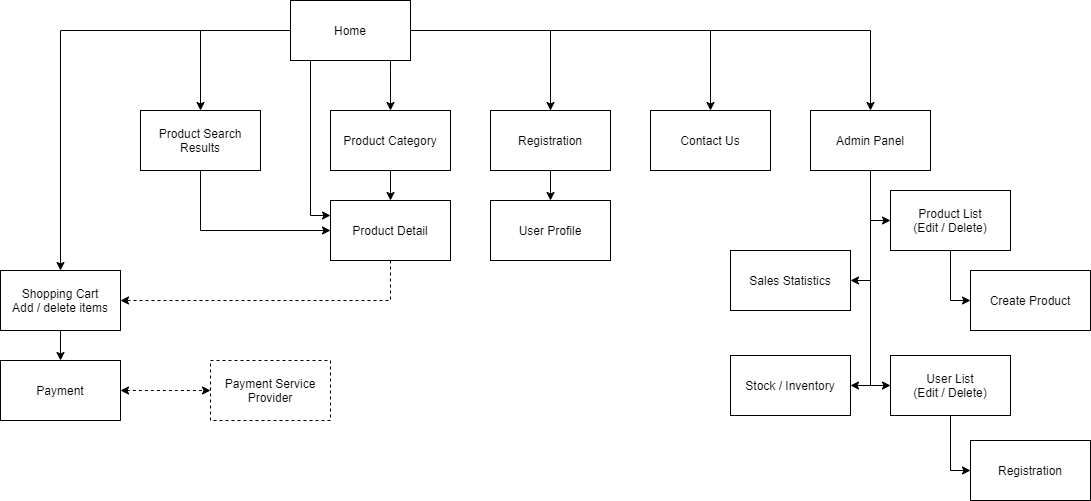 Home
Product Search
Results
Product Category
Registration
Contact Us
Admin Panel
Product Detail
User Profile
Product List
(Edit / Delete)
Sales Statistics
Shopping Cart
Add / delete items
Create Product
Payment
Payment Service
Provider
Stock / Inventory
User List
(Edit / Delete)
Registration